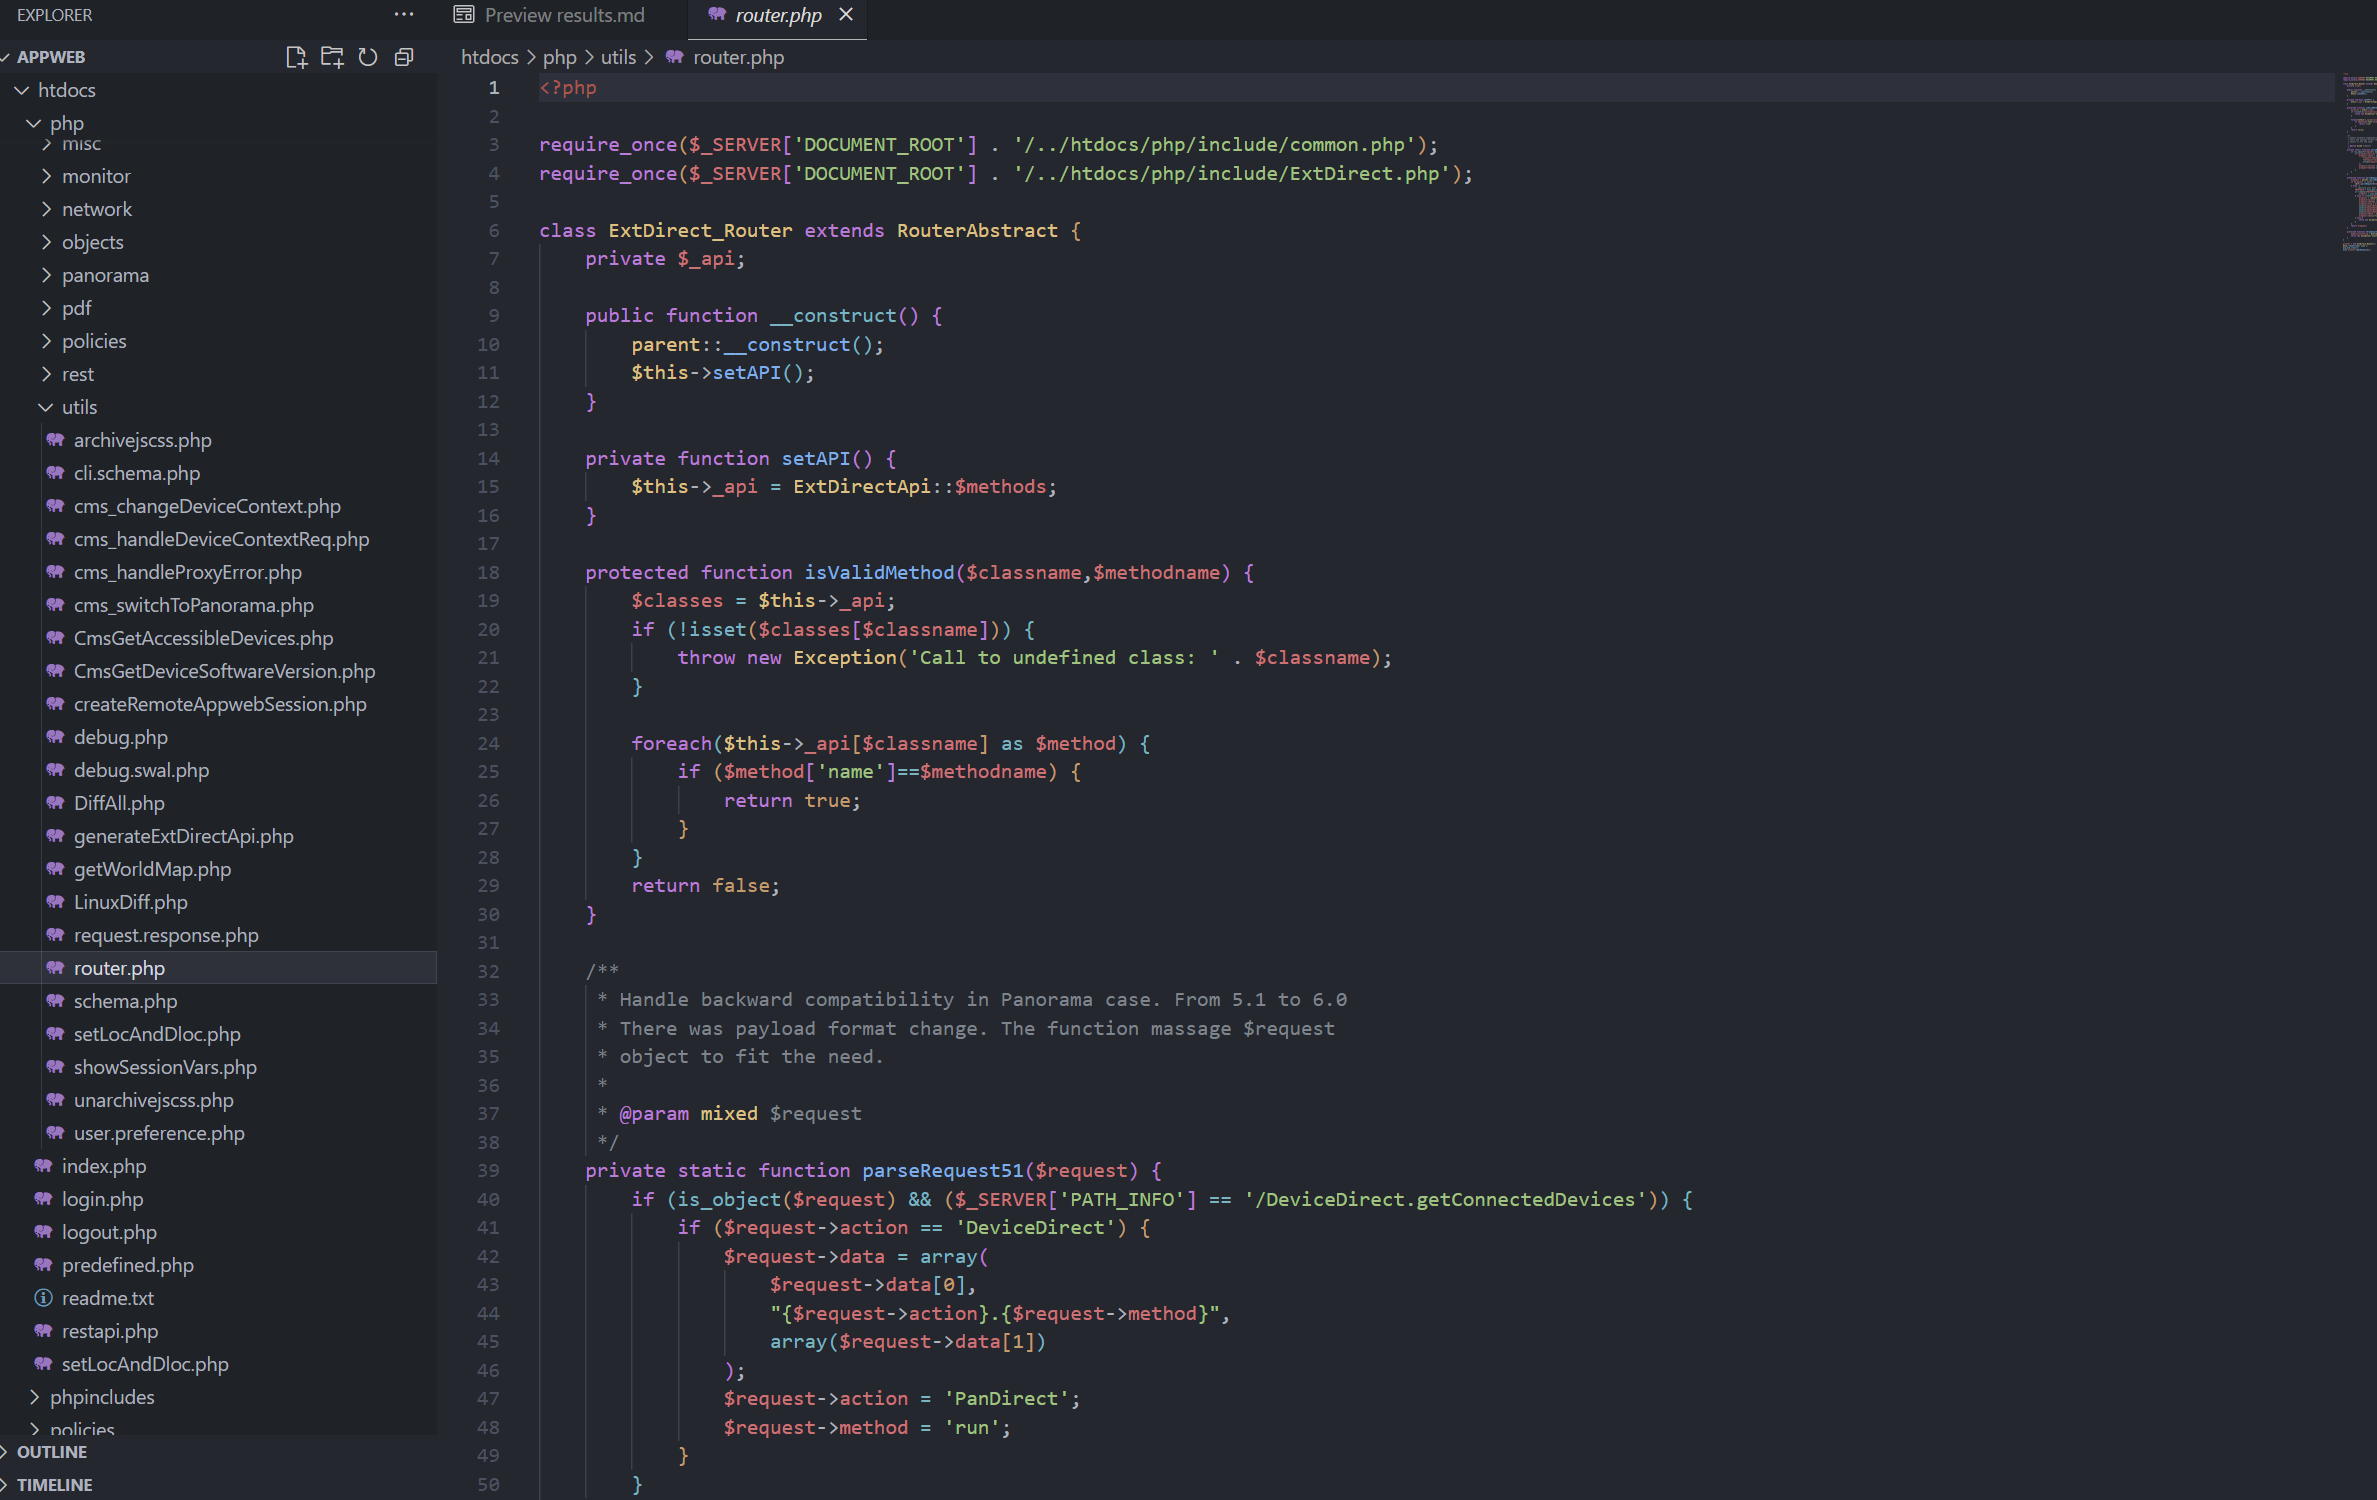 EXPLORER
APPWEB
htdocs
php
misc
monitor
network
objects
panorama
pdf
policies
rest
utils
archivejscss.php
cli.schema.php
cms_changeDeviceContext.php
cms_handleDeviceContextReq.php
cms_handleProxyError.php
cms_switchToPanorama.php
CmsGetAccessibleDevices.php
CmsGetDeviceSoftwareVersion.php
createRemoteAppwebSession.php
debug.php
debug.swal.php
DiffAll.php
generateExtDirectApi.php
getWorldMap.php
LinuxDiff.php
request.response.php
router.php
schema.php
setLocAndDloc.php
showSessionVars.php
unarchivejscss.php
user.preference.php
index.php
login.php
logout.php
predefined.php
readme.txt
restapi.php
setLocAndDloc.php
phpincludes
policies
OUTLINE
TIMELINE
Preview results.md
router.php
htdocs > php > utils > router.php
1 <?php
2
3 require_once($_SERVER['DOCUMENT_ROOT'] . '/../htdocs/php/include/common.php');
4 require_once($_SERVER['DOCUMENT_ROOT'] . '/../htdocs/php/include/ExtDirect.php');
5
6 class ExtDirect_Router extends RouterAbstract {
7     private $_api;
8
9     public function __construct() {
10         parent::__construct();
11         $this->setAPI();
12     }
13
14     private function setAPI() {
15         $this->_api = ExtDirectApi::$methods;
16     }
17
18     protected function isValidMethod($classname,$methodname) {
19         $classes = $this->_api;
20         if (!isset($classes[$classname])) {
21             throw new Exception('Call to undefined class: ' . $classname);
22         }
23
24         foreach($this->_api[$classname] as $method) {
25             if ($method['name']==$methodname) {
26                 return true;
27             }
28         }
29         return false;
30     }
31
32     /**
33      * Handle backward compatibility in Panorama case. From 5.1 to 6.0
34      * There was payload format change. The function massage $request
35      * object to fit the need.
36      *
37      * @param mixed $request
38      */
39     private static function parseRequest51($request) {
40         if (is_object($request) && ($_SERVER['PATH_INFO'] == '/DeviceDirect.getConnectedDevices')) {
41             if ($request->action == 'DeviceDirect') {
42                 $request->data = array(
43                     $request->data[0],
44                     "{$request->action}.{$request->method}",
45                     array($request->data[1])
46                 );
47                 $request->action = 'PanDirect';
48                 $request->method = 'run';
49             }
50         }